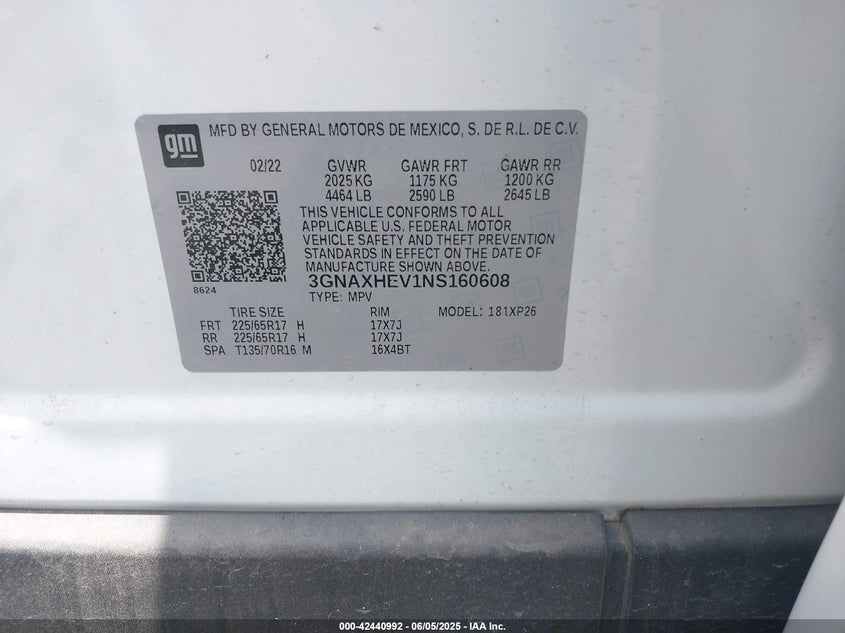 gm
MFD BY GENERAL MOTORS DE MEXICO, S. DE R.L. DE C.V.
02/22 GVWR GAWR FRT GAWR RR
2025 KG 1175 KG 1200 KG
4464 LB 2590 LB 2645 LB
THIS VEHICLE CONFORMS TO ALL
APPLICABLE U.S. FEDERAL MOTOR
VEHICLE SAFETY AND THEFT PREVENTION
STANDARDS IN EFFECT ON THE DATE OF
MANUFACTURE SHOWN ABOVE.
8624 3GNAXHEV1NS160608
TYPE: MPV
TIRE SIZE RIM MODEL: 181XP26
FRT 225/65R17 H 17X7J
RR 225/65R17 H 17X7J
SPA T135/70R16 M 16X4BT
000-42440992 - 06/05/2025 - IAA Inc.